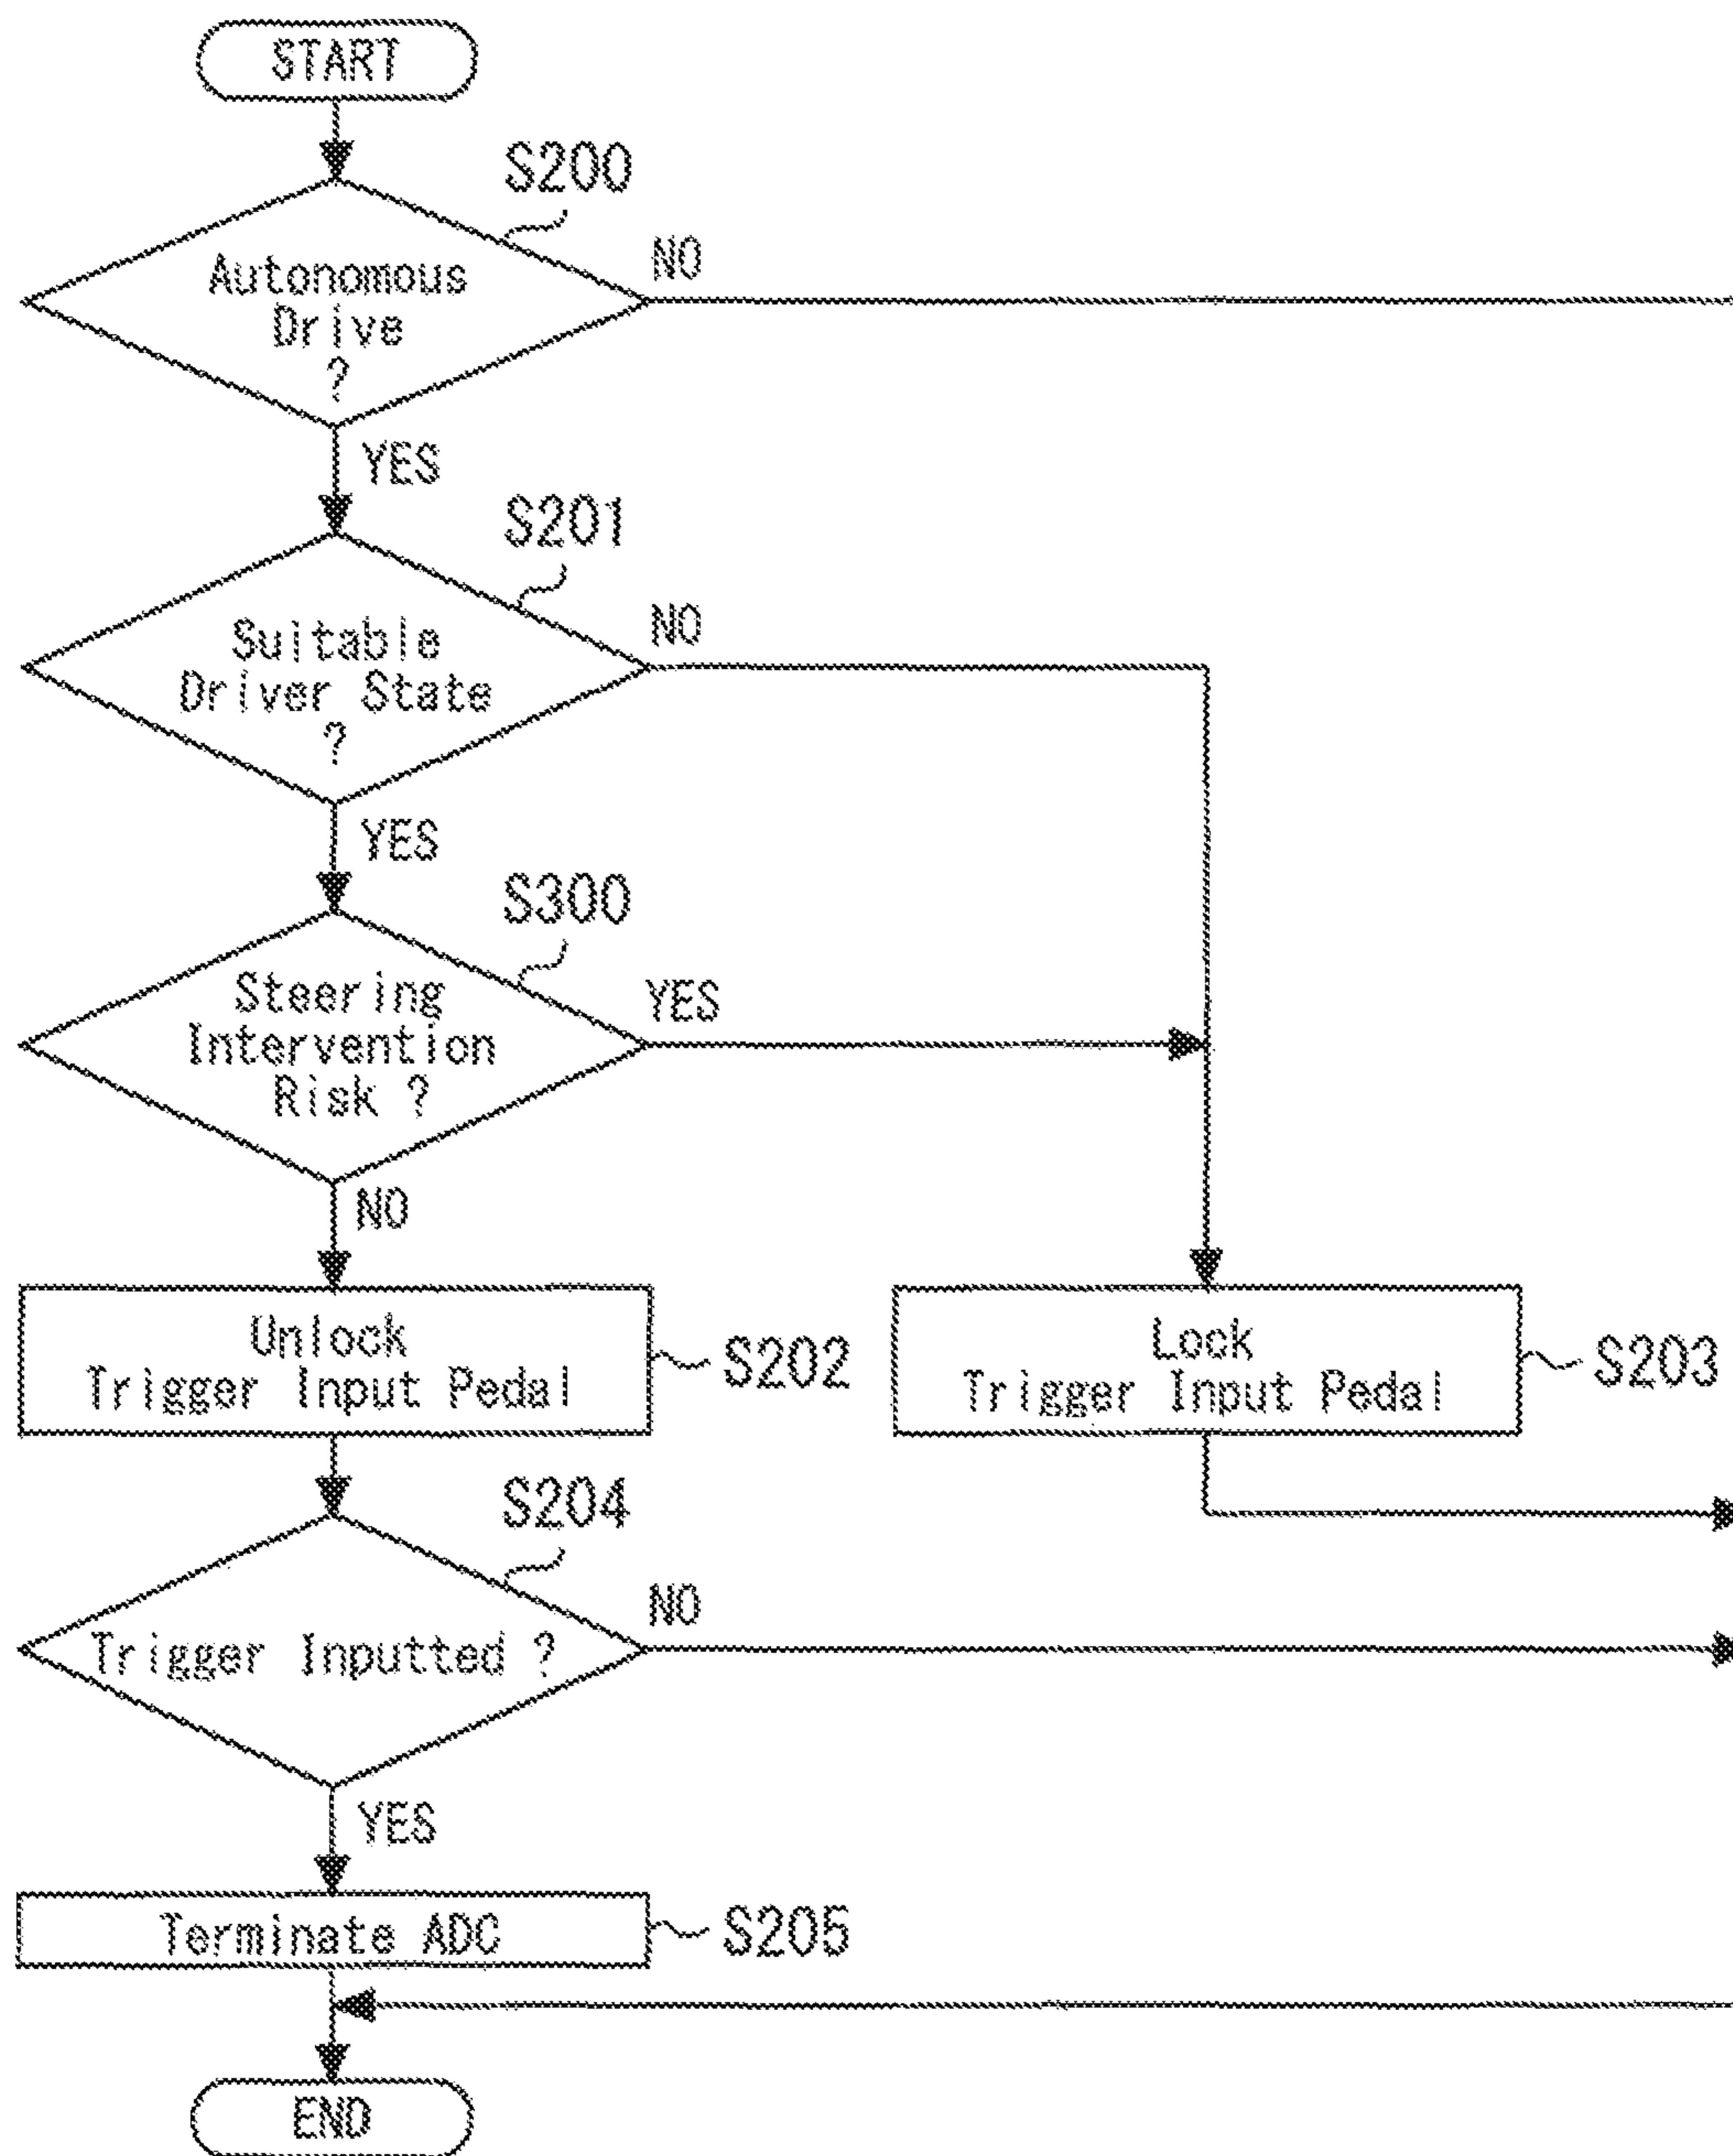 START
S200
Autonomous
Drive
?
NO
YES
S201
Suitable
Driver State
?
NO
YES
S300
Steering
Intervention
Risk ?
YES
NO
Unlock
Trigger Input Pedal
S202
Lock
Trigger Input Pedal
S203
S204
Trigger Inputted ?
NO
YES
Terminate ADC
S205
END